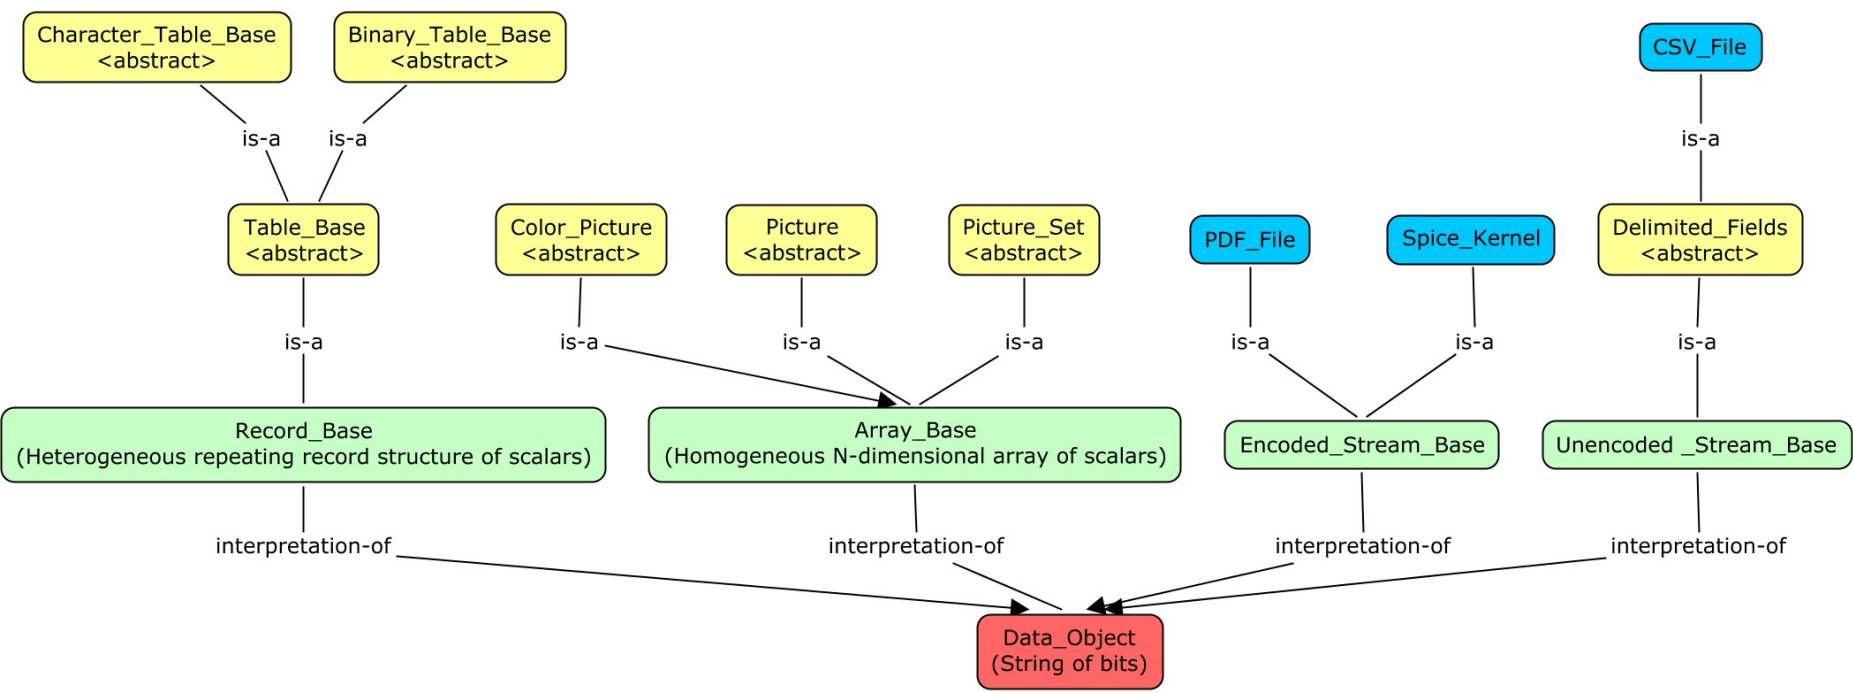 Character_Table_Base
<abstract>
Binary_Table_Base
<abstract>
CSV_File
is-a
is-a
is-a
Table_Base
<abstract>
Color_Picture
<abstract>
Picture
<abstract>
Picture_Set
<abstract>
PDF_File
Spice_Kernel
Delimited_Fields
<abstract>
is-a
is-a
is-a
is-a
is-a
is-a
is-a
Record_Base
(Heterogeneous repeating record structure of scalars)
Array_Base
(Homogeneous N-dimensional array of scalars)
Encoded_Stream_Base
Unencoded _Stream_Base
interpretation-of
interpretation-of
interpretation-of
interpretation-of
Data_Object
(String of bits)